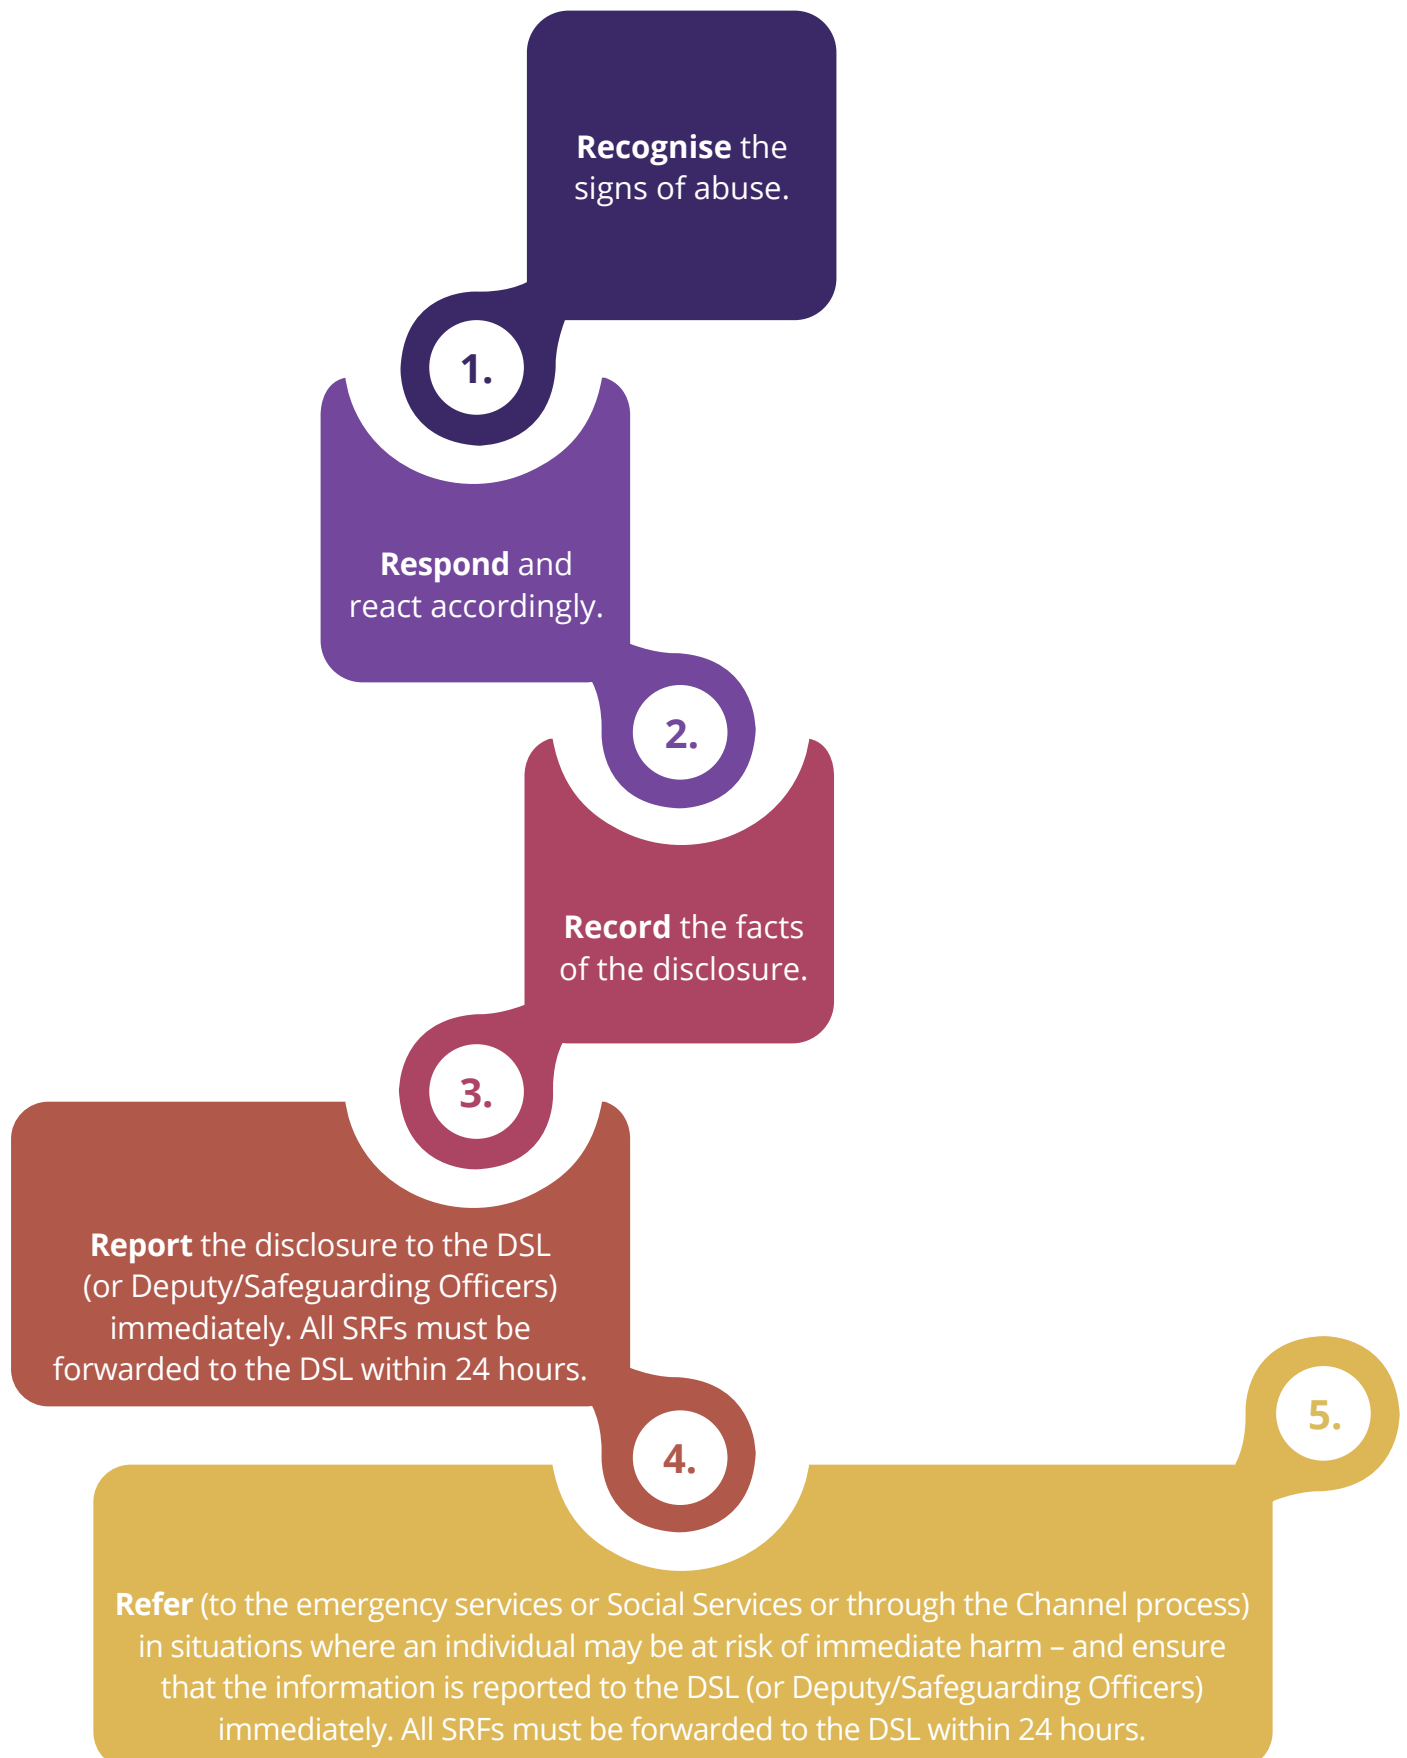 Recognise the
signs of abuse.
1.
Respond and
react accordingly.
2.
Record the facts
of the disclosure.
3.
Report the disclosure to the DSL
(or Deputy/Safeguarding Officers)
immediately. All SRFs must be
forwarded to the DSL within 24 hours.
4.
5.
Refer (to the emergency services or Social Services or through the Channel process)
in situations where an individual may be at risk of immediate harm – and ensure
that the information is reported to the DSL (or Deputy/Safeguarding Officers)
immediately. All SRFs must be forwarded to the DSL within 24 hours.